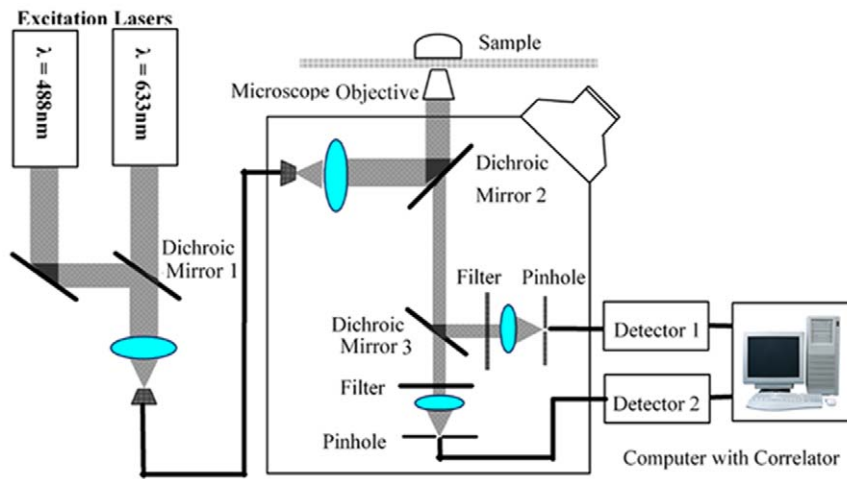 Excitation Lasers
λ = 488nm
λ = 633nm
Sample
Microscope Objective
Dichroic
Mirror 2
Dichroic
Mirror 1
Filter
Pinhole
Dichroic
Mirror 3
Detector 1
Filter
Detector 2
Pinhole
Computer with Correlator